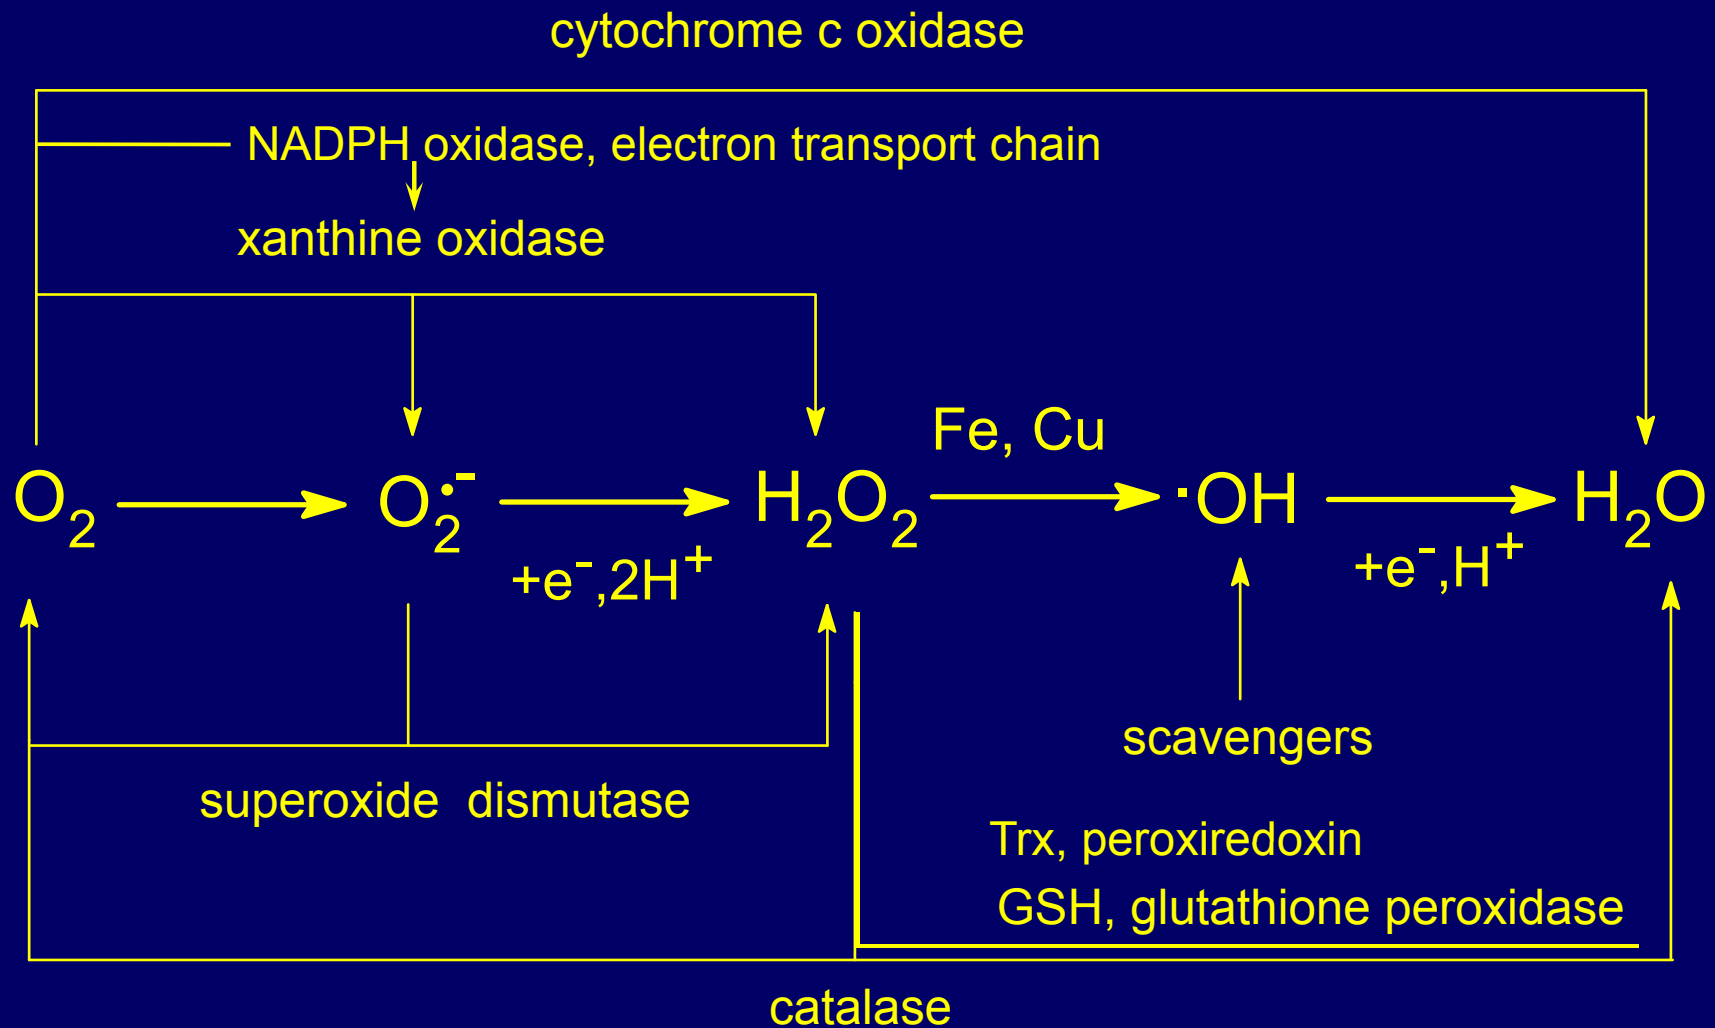 cytochrome c oxidase
NADPH oxidase, electron transport chain
xanthine oxidase
Fe, Cu
O₂ O₂•⁻ H₂O₂ ·OH H₂O
+e⁻,2H⁺ +e⁻,H⁺
scavengers
superoxide dismutase
Trx, peroxiredoxin
GSH, glutathione peroxidase
catalase